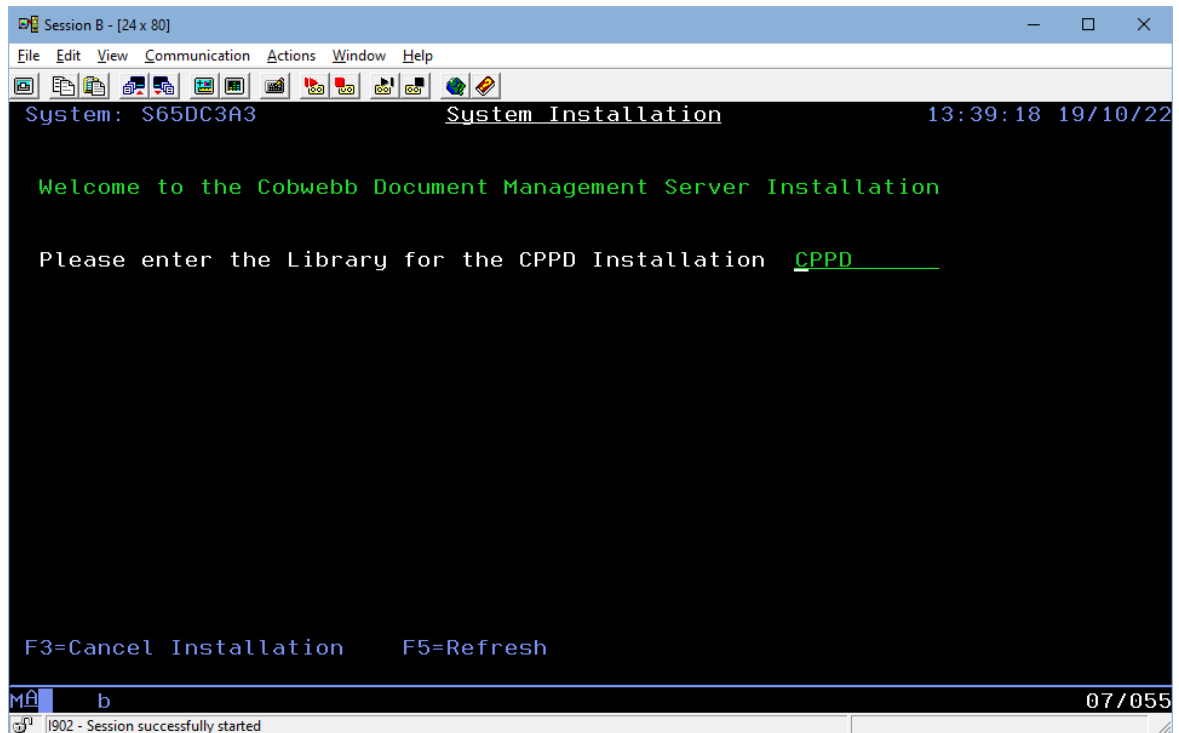 Session B - [24 x 80]
File Edit View Communication Actions Window Help
System: S65DC3A3 System Installation 13:39:18 19/10/22
Welcome to the Cobwebb Document Management Server Installation
Please enter the Library for the CPPD Installation CPPD
F3=Cancel Installation F5=Refresh
MA b 07/055
I902 - Session successfully started